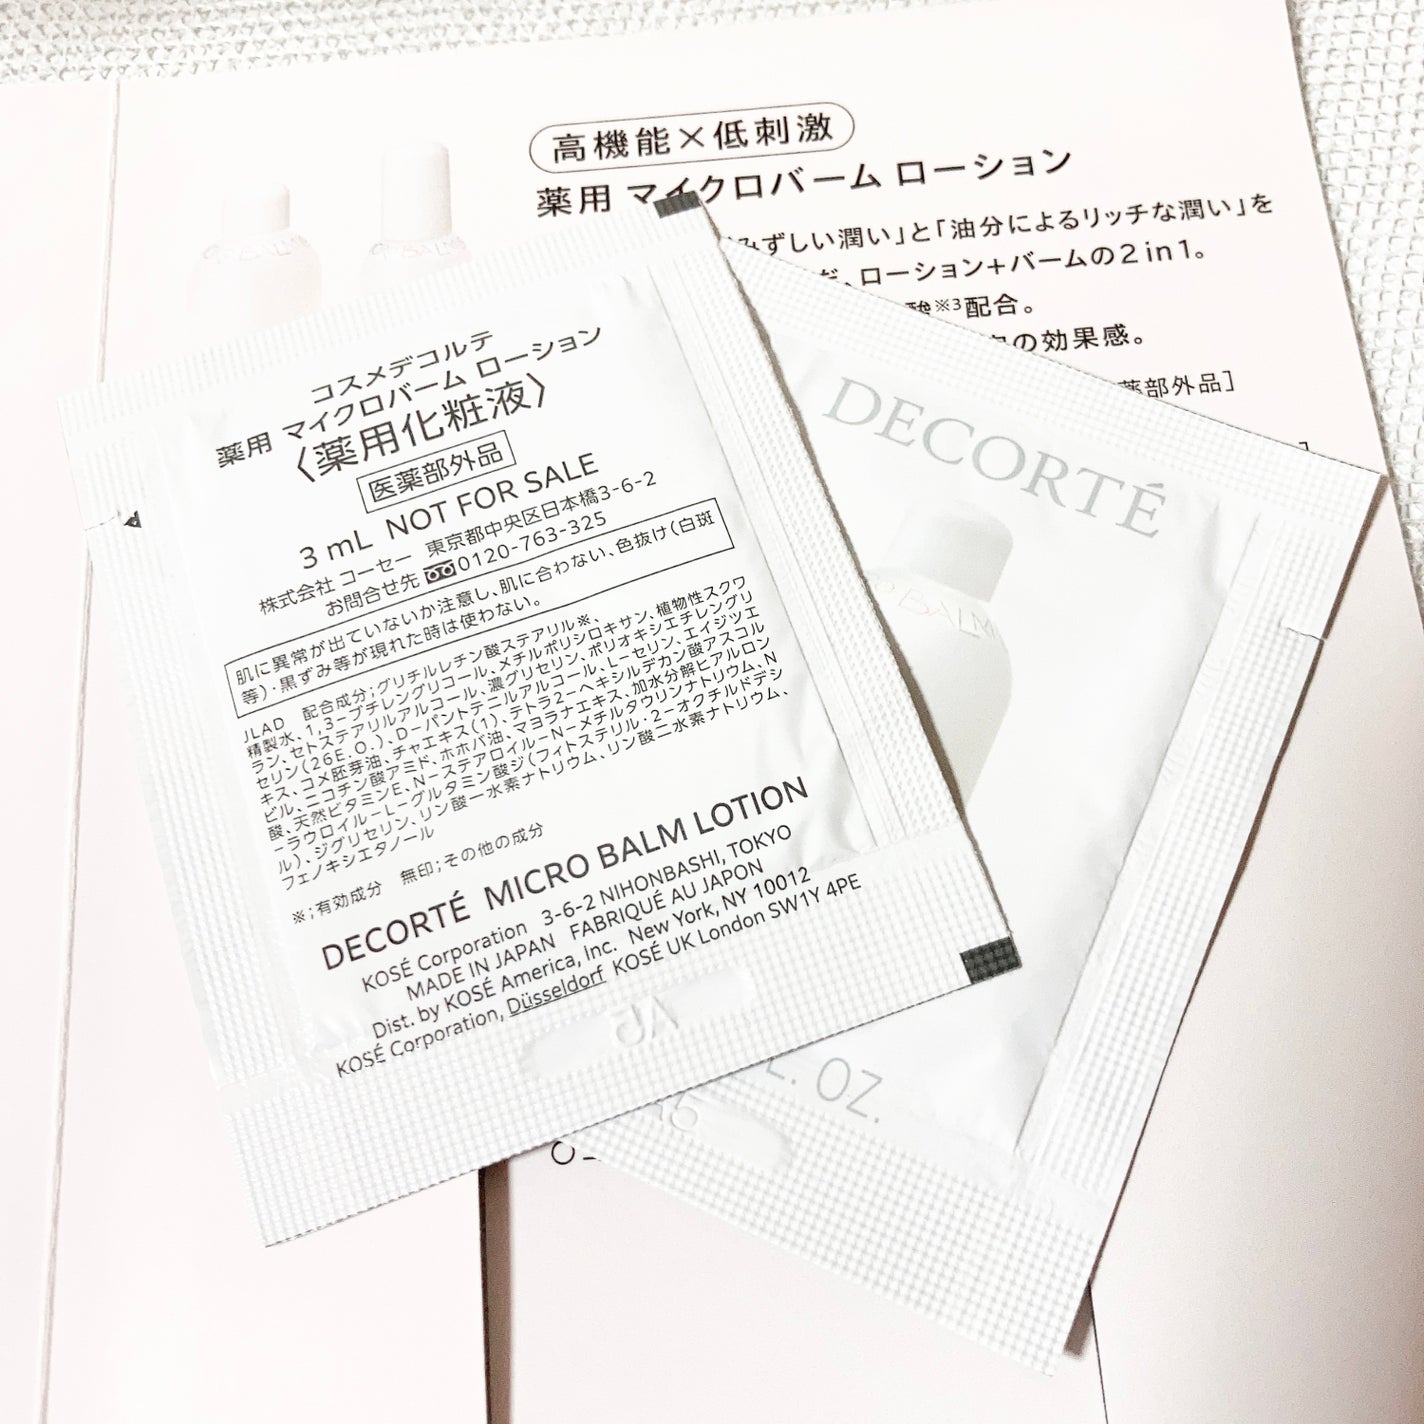 高機能×低刺激
薬用 マイクロバーム ローション
みずしい潤い」と「油分によるリッチな潤い」を
だ、ローション+バームの2in1。
酸※3配合。
の効果感。
薬部外品]
]
コスメデコルテ
薬用 マイクロバーム ローション
〈薬用化粧液〉
医薬部外品
3 mL NOT FOR SALE
株式会社 コーセー 東京都中央区日本橋3-6-2
お問合せ先 0120-763-325
肌に異常が出ていないか注意し、肌に合わない、色抜け(白斑
等)・黒ずみ等が現れた時は使わない。
JLAD 配合成分;グリチルレチン酸ステアリル※、
精製水、1,3-ブチレングリコール、メチルポリシロキサン、植物性スクワ
ラン、セトステアリルアルコール、濃グリセリン、ポリオキシエチレングリ
セリン(26E.O.)、D-パントテニルアルコール、L-セリン、エイジツエ
キス、コメ胚芽油、チャエキス(1)、テトラ2-ヘキシルデカン酸アスコル
ビル、ニコチン酸アミド、ホホバ油、マヨラナエキス、加水分解ヒアルロン
酸、天然ビタミンE、N-ステアロイル-N-メチルタウリンナトリウム、N
-ラウロイル-L-グルタミン酸ジ(フィトステリル・2-オクチルドデシ
ル)、ジグリセリン、リン酸一水素ナトリウム、リン酸二水素ナトリウム、
フェノキシエタノール
※;有効成分 無印;その他の成分
DECORTÉ MICRO BALM LOTION
KOSÉ Corporation 3-6-2 NIHONBASHI, TOKYO
MADE IN JAPAN FABRIQUÉ AU JAPON
Dist. by KOSÉ America, Inc. New York, NY 10012
KOSÉ Corporation, Düsseldorf KOSÉ UK London SW1Y 4PE
DECORTÉ
L. OZ.